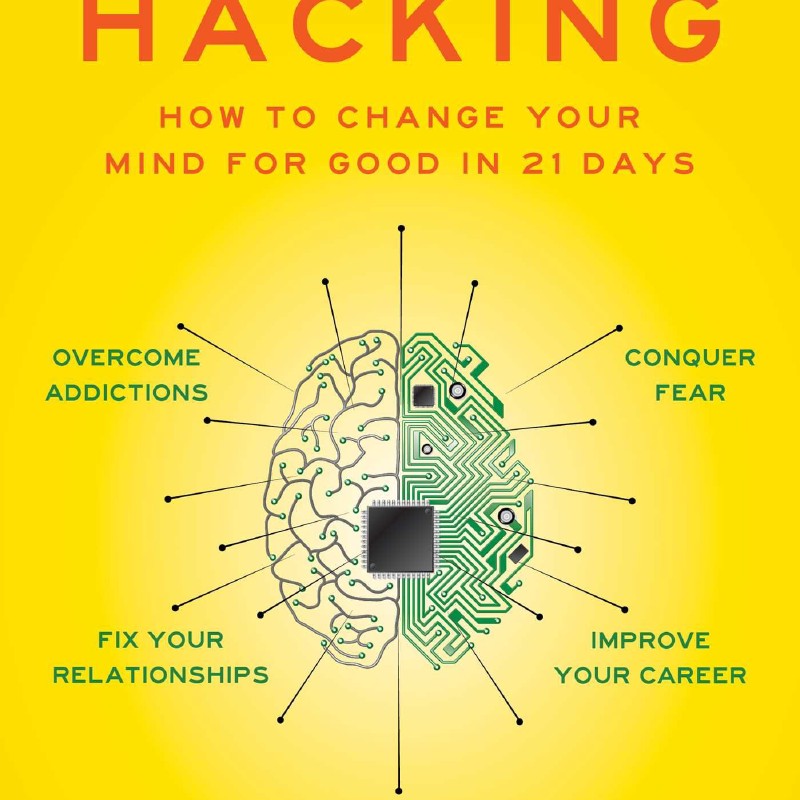 HACKING
HOW TO CHANGE YOUR
MIND FOR GOOD IN 21 DAYS
OVERCOME
ADDICTIONS
CONQUER
FEAR
FIX YOUR
RELATIONSHIPS
IMPROVE
YOUR CAREER